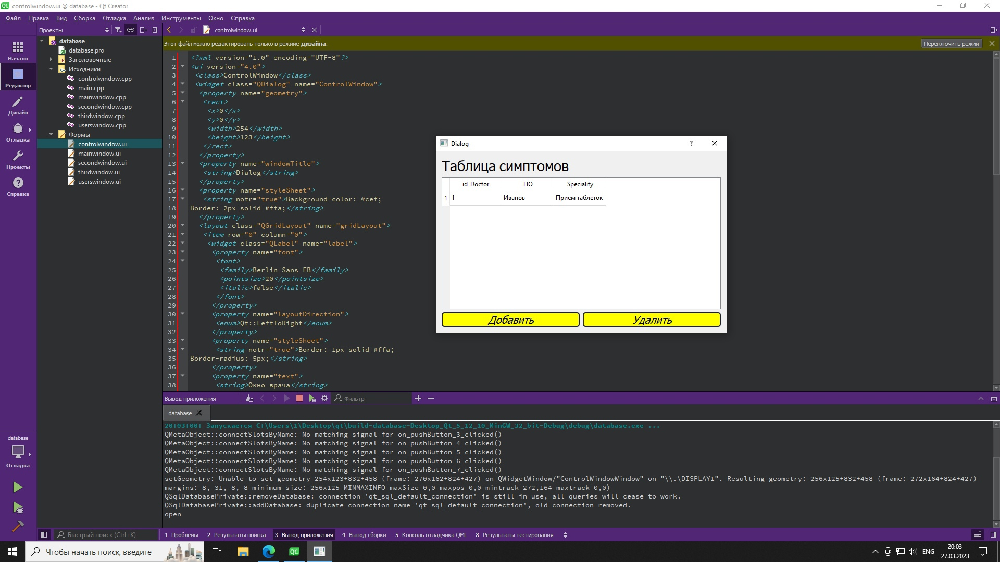 controlwindow.ui @ database - Qt Creator
Файл Правка Вид Сборка Отладка Анализ Инструменты Окно Справка
Проекты
controlwindow.ui
Этот файл можно редактировать только в режиме дизайна.
Переключить режим
Начало
Редактор
Дизайн
Отладка
Проекты
Справка
database
database.pro
Заголовочные
Исходники
controlwindow.cpp
main.cpp
mainwindow.cpp
secondwindow.cpp
thirdwindow.cpp
userswindow.cpp
Формы
controlwindow.ui
mainwindow.ui
secondwindow.ui
thirdwindow.ui
userswindow.ui
1 <?xml version="1.0" encoding="UTF-8"?>
2 <ui version="4.0">
3 <class>ControlWindow</class>
4 <widget class="QDialog" name="ControlWindow">
5 <property name="geometry">
6 <rect>
7 <x>0</x>
8 <y>0</y>
9 <width>254</width>
10 <height>123</height>
11 </rect>
12 </property>
13 <property name="windowTitle">
14 <string>Dialog</string>
15 </property>
16 <property name="styleSheet">
17 <string notr="true">Background-color: #cef;
18 Border: 2px solid #ffa;</string>
19 </property>
20 <layout class="QGridLayout" name="gridLayout">
21 <item row="0" column="0">
22 <widget class="QLabel" name="label">
23 <property name="font">
24 <font>
25 <family>Berlin Sans FB</family>
26 <pointsize>20</pointsize>
27 <italic>false</italic>
28 </font>
29 </property>
30 <property name="layoutDirection">
31 <enum>Qt::LeftToRight</enum>
32 </property>
33 <property name="styleSheet">
34 <string notr="true">Border: 1px solid #ffa;
35 Border-radius: 5px;</string>
36 </property>
37 <property name="text">
38 <string>Окно врача</string>
Dialog
?
Таблица симптомов
id_Doctor FIO Speciality
1 1 Иванов Прием таблеток
Добавить Удалить
Вывод приложения
Фильтр
database
20:03:00: Запускается C:\Users\1\Desktop\qt\build-database-Desktop_Qt_5_12_10_MinGW_32_bit-Debug\debug\database.exe ...
QMetaObject::connectSlotsByName: No matching signal for on_pushButton_3_clicked()
QMetaObject::connectSlotsByName: No matching signal for on_pushButton_4_clicked()
QMetaObject::connectSlotsByName: No matching signal for on_pushButton_5_clicked()
QMetaObject::connectSlotsByName: No matching signal for on_pushButton_6_clicked()
QMetaObject::connectSlotsByName: No matching signal for on_pushButton_7_clicked()
setGeometry: Unable to set geometry 254x123+832+458 (frame: 270x162+824+427) on QWidgetWindow/"ControlWindowWindow" on "\\.\DISPLAY1". Resulting geometry: 256x125+832+458 (frame: 272x164+824+427)
margins: 8, 31, 8, 8 minimum size: 256x125 MINMAXINFO maxSize=0,0 maxpos=0,0 mintrack=272,164 maxtrack=0,0)
QSqlDatabasePrivate::removeDatabase: connection 'qt_sql_default_connection' is still in use, all queries will cease to work.
QSqlDatabasePrivate::addDatabase: duplicate connection name 'qt_sql_default_connection', old connection removed.
open
database
Отладка
Быстрый поиск (Ctrl+K)
1 Проблемы 2 Результаты поиска 3 Вывод приложения 4 Вывод сборки 5 Консоль отладчика QML 8 Результаты тестирования
Чтобы начать поиск, введите
QC
ENG
20:03
27.03.2023